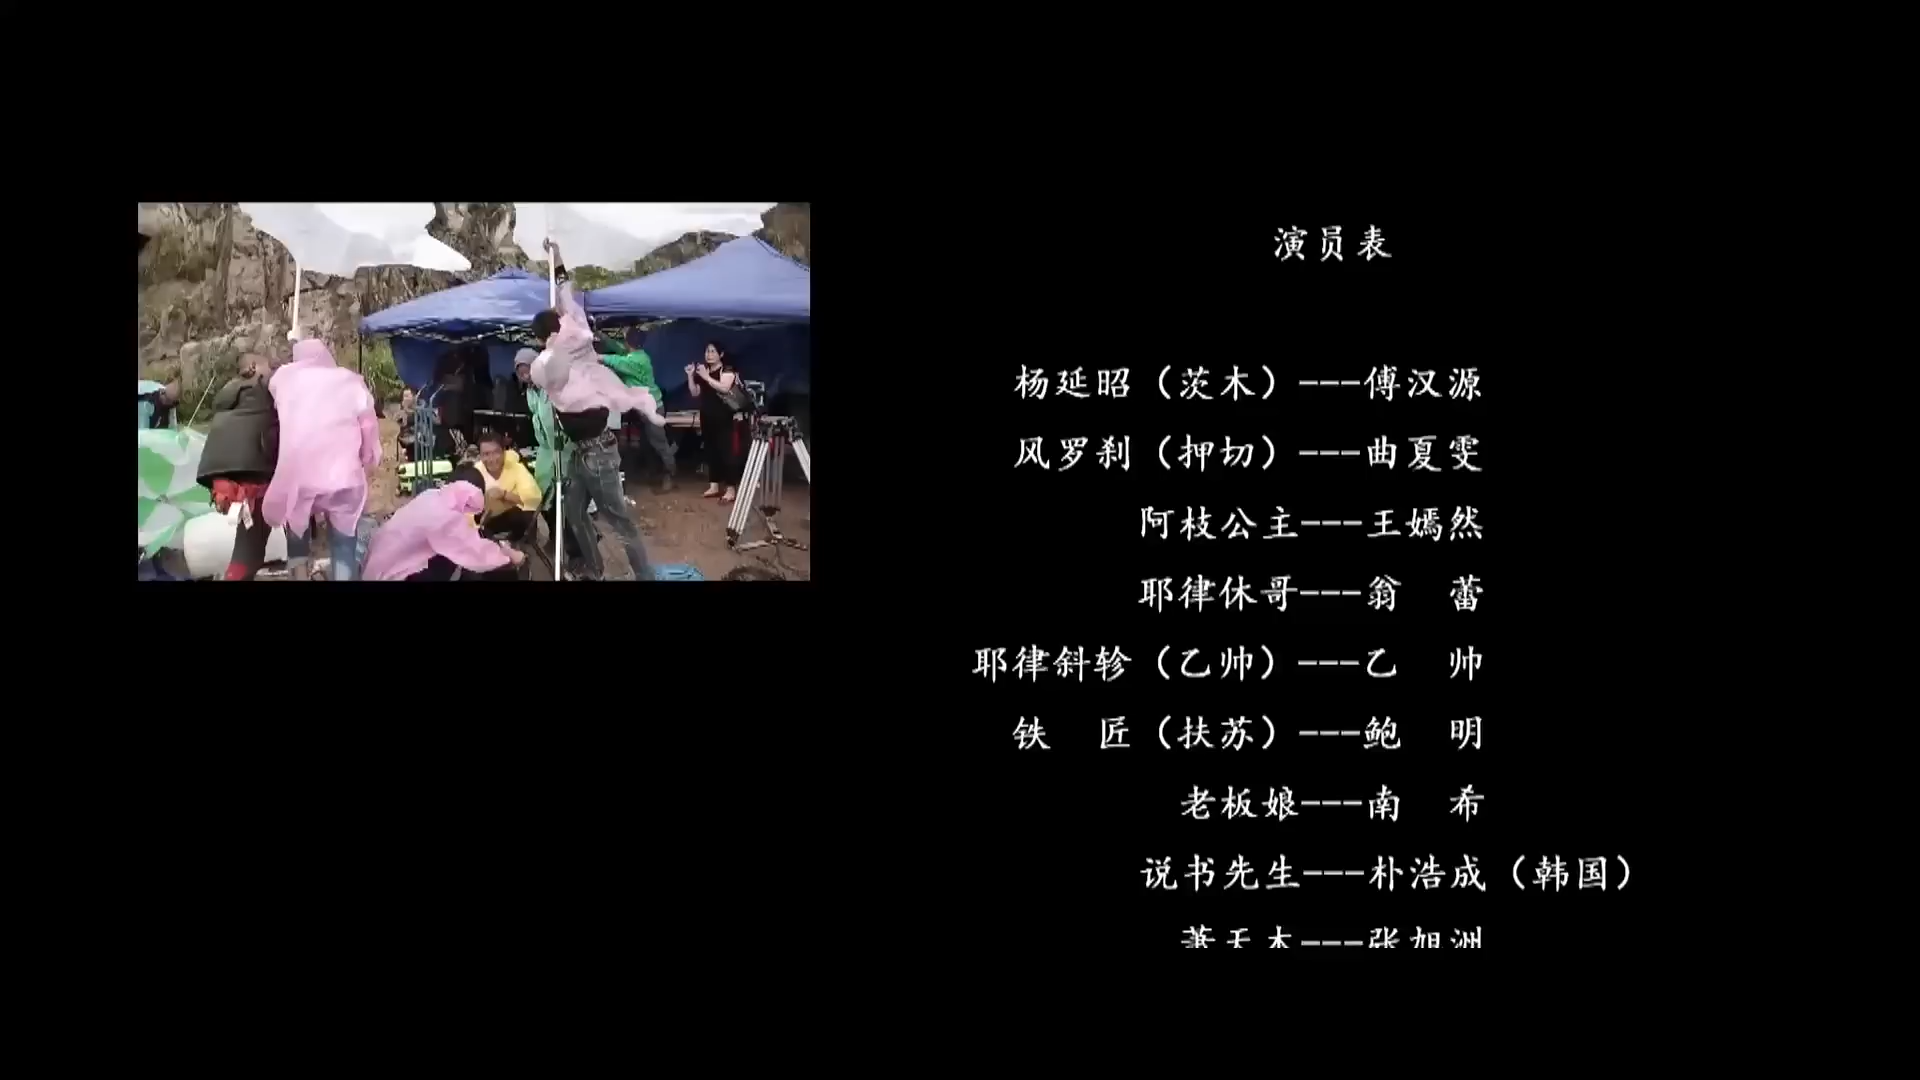 演员表
杨延昭（茨木）---傅汉源
风罗刹（押切）---曲夏雯
阿枝公主---王嫣然
耶律休哥---翁　蕾
耶律斜轸（乙帅）---乙　帅
铁　匠（扶苏）---鲍　明
老板娘---南　希
说书先生---朴浩成（韩国）
---张旭洲